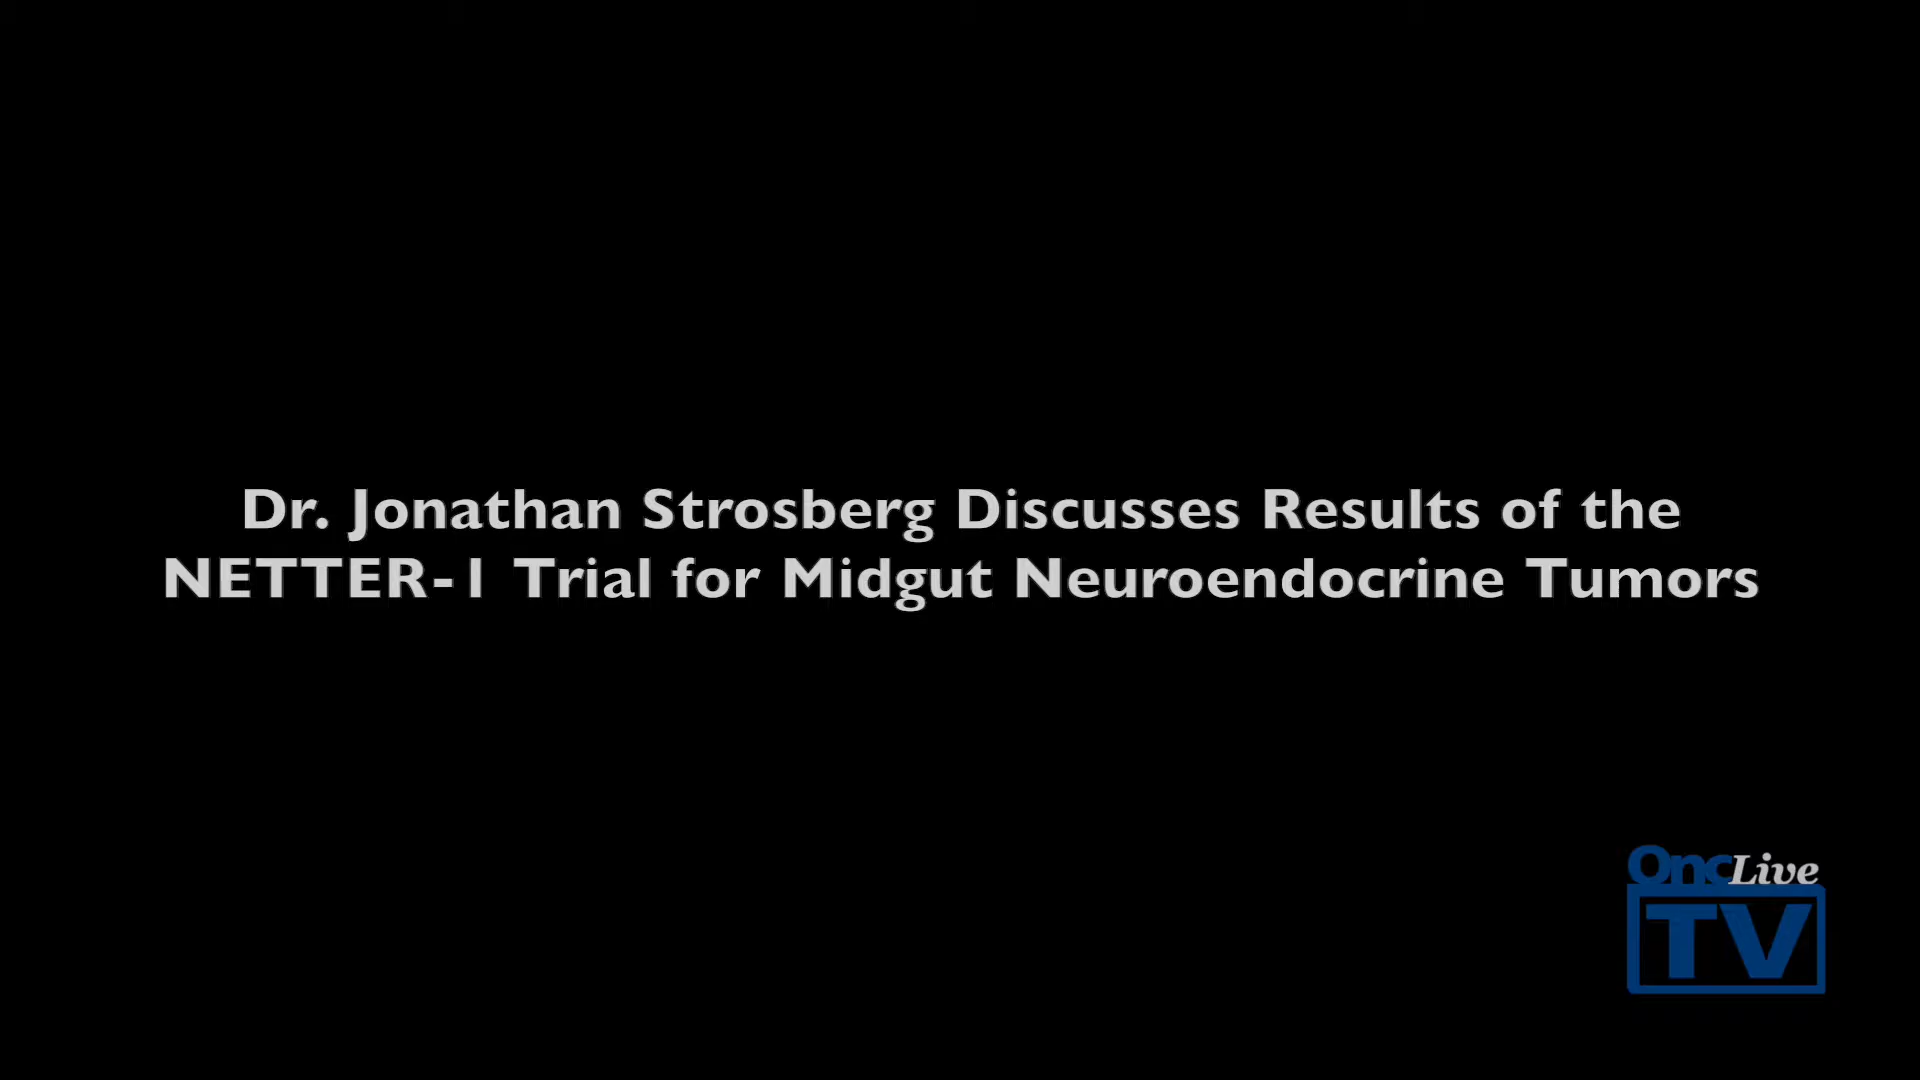 Dr. Jonathan Strosberg Discusses Results of the
NETTER-1 Trial for Midgut Neuroendocrine Tumors
OncLive
TV